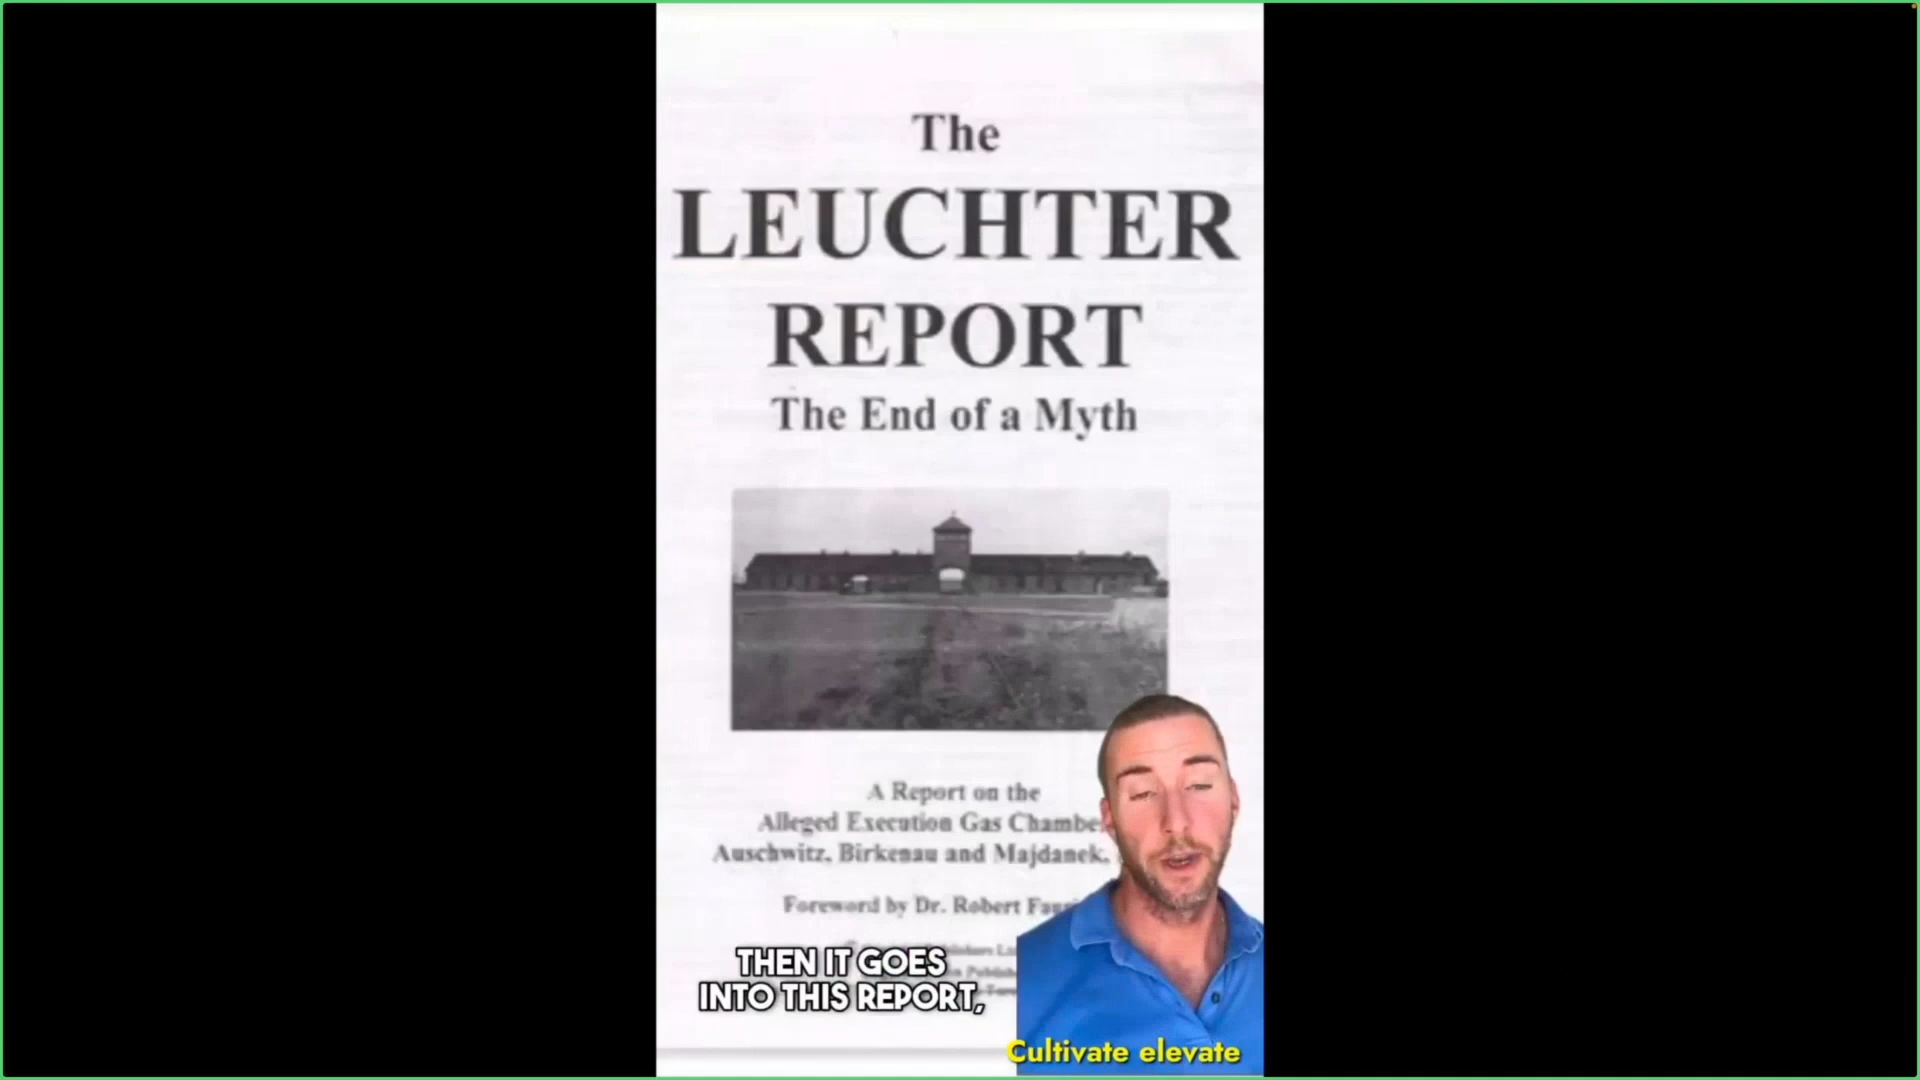 The
LEUCHTER
REPORT
The End of a Myth
A Report on the
Alleged Execution Gas
Auschwitz, Birkenau and Majdanek,
Foreword by Dr. Robert
THEN IT GOES
INTO THIS REPORT,
Cultivate elevate